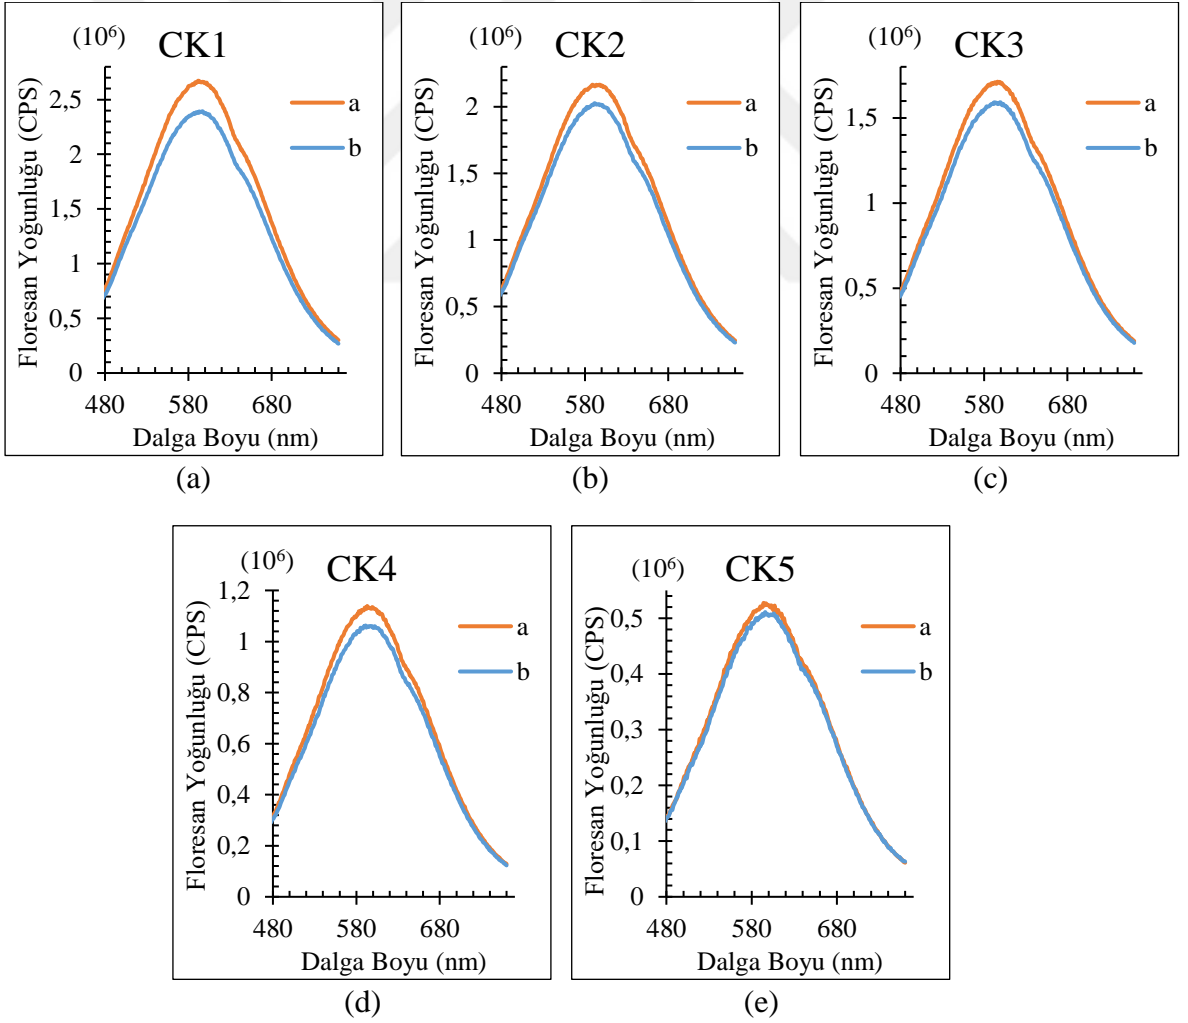 (10⁶)
CK1
Floresan Yoğunluğu (CPS)
2,5
2
1,5
1
0,5
0
a
b
480 580 680
Dalga Boyu (nm)
(a)
(10⁶)
CK2
Floresan Yoğunluğu (CPS)
2
1,5
1
0,5
0
a
b
480 580 680
Dalga Boyu (nm)
(b)
(10⁶)
CK3
Floresan Yoğunluğu (CPS)
1,5
1
0,5
0
a
b
480 580 680
Dalga Boyu (nm)
(c)
(10⁶)
CK4
Floresan Yoğunluğu (CPS)
1,2
1
0,8
0,6
0,4
0,2
0
a
b
480 580 680
Dalga Boyu (nm)
(d)
(10⁶)
CK5
Floresan Yoğunluğu (CPS)
0,5
0,4
0,3
0,2
0,1
0
a
b
480 580 680
Dalga Boyu (nm)
(e)